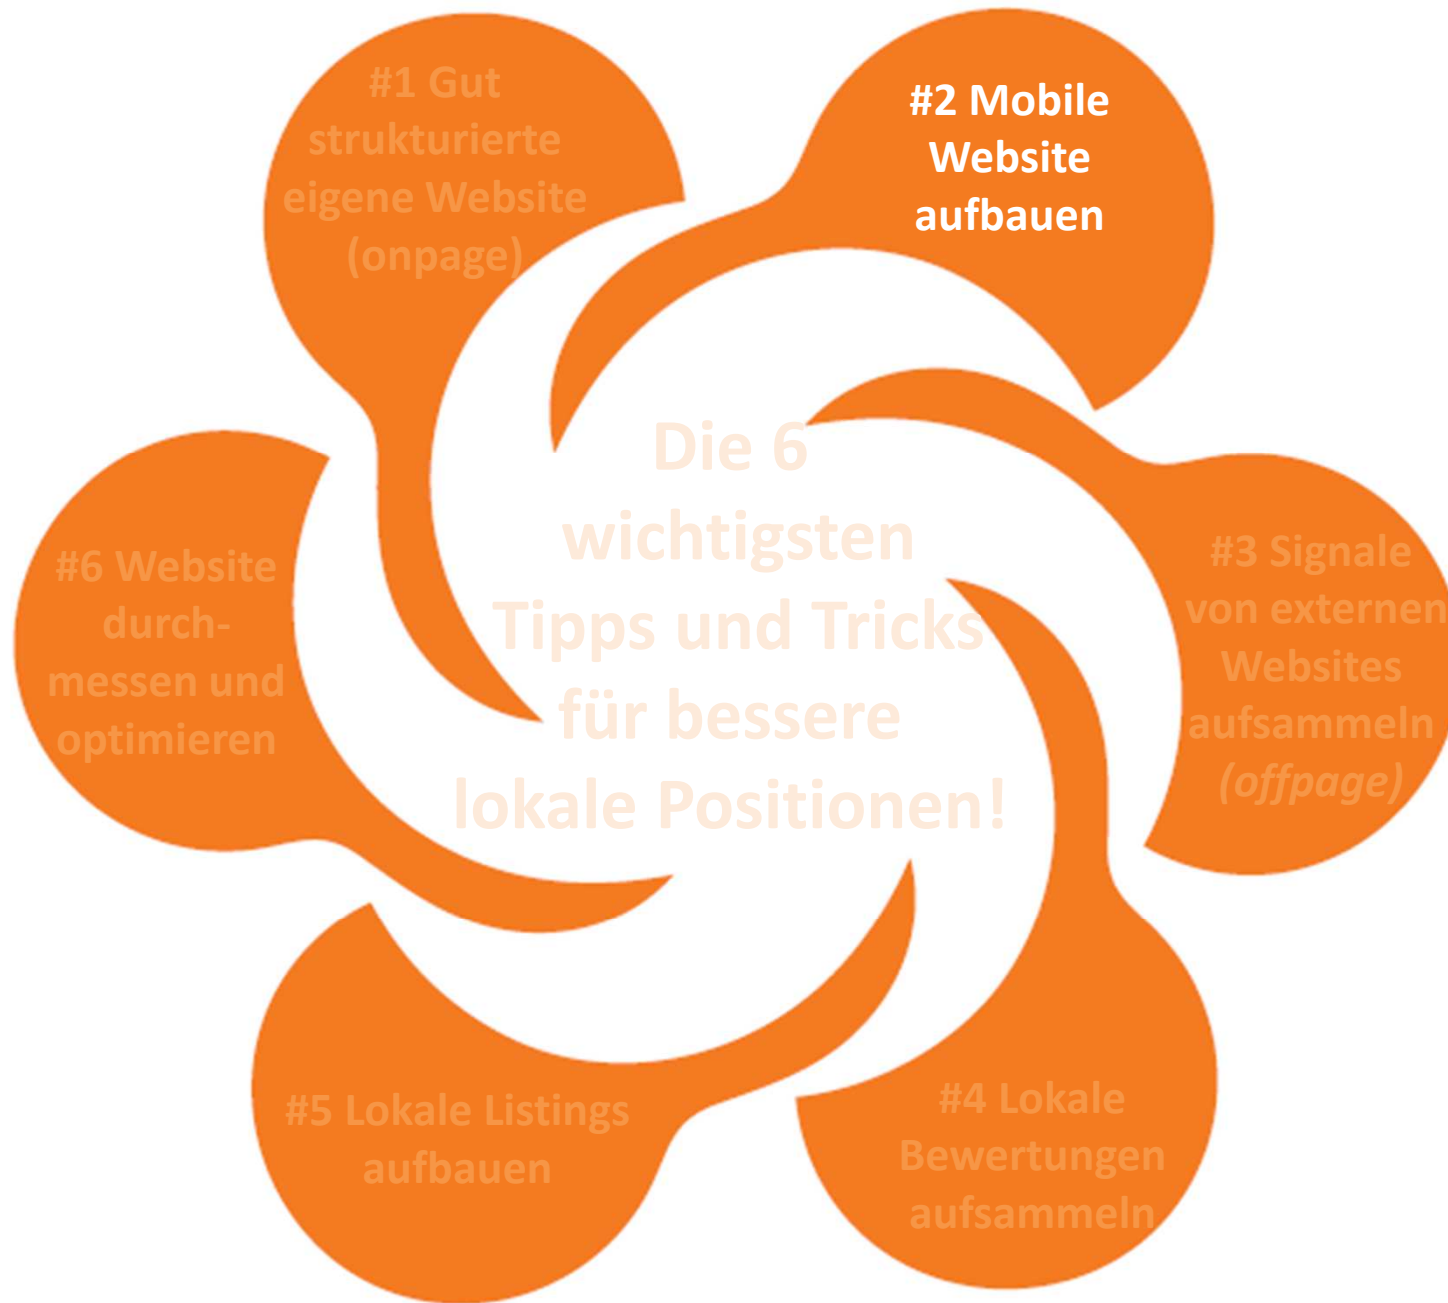 #1 Gut
strukturierte
eigene Website
(onpage)
#2 Mobile
Website
aufbauen
Die 6
wichtigsten
Tipps und Tricks
für bessere
lokale Positionen!
#3 Signale
von externen
Websites
aufsammeln
(offpage)
#4 Lokale
Bewertungen
aufsammeln
#5 Lokale Listings
aufbauen
#6 Website
durch-
messen und
optimieren